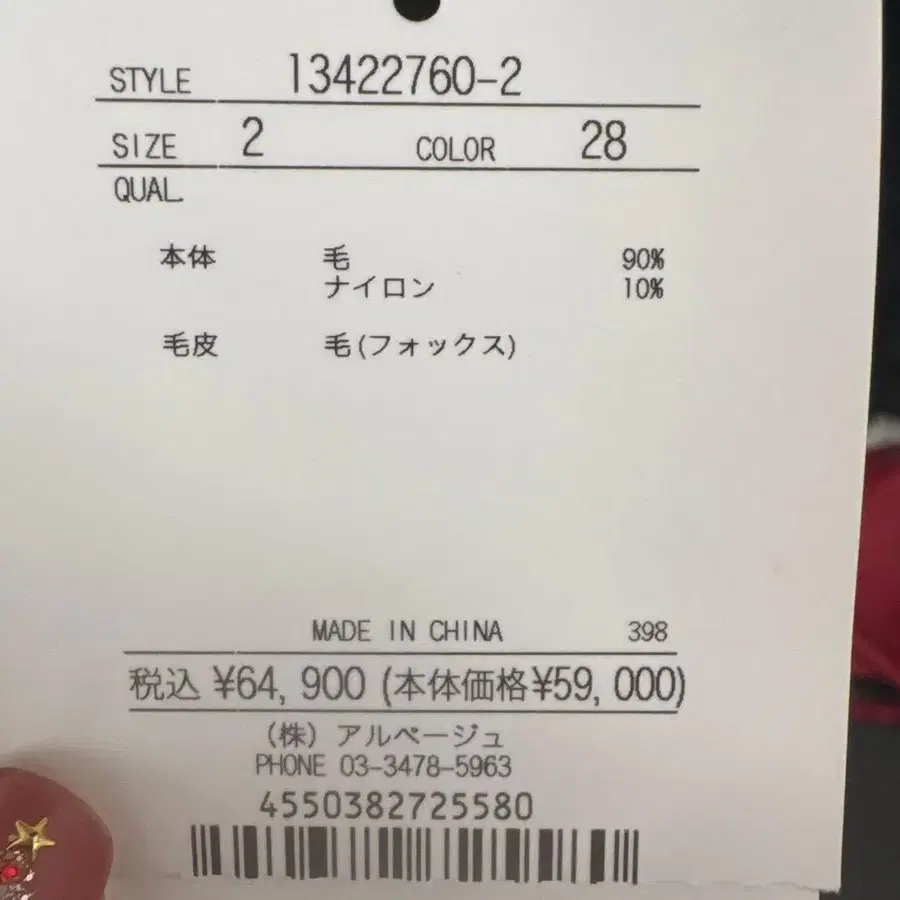 STYLE 13422760-2
SIZE 2 COLOR 28
QUAL.
本体 毛 90%
ナイロン 10%
毛皮 毛(フォックス)
MADE IN CHINA 398
税込 ¥64,900 (本体価格¥59,000)
(株) アルページュ
PHONE 03-3478-5963
4550382725580